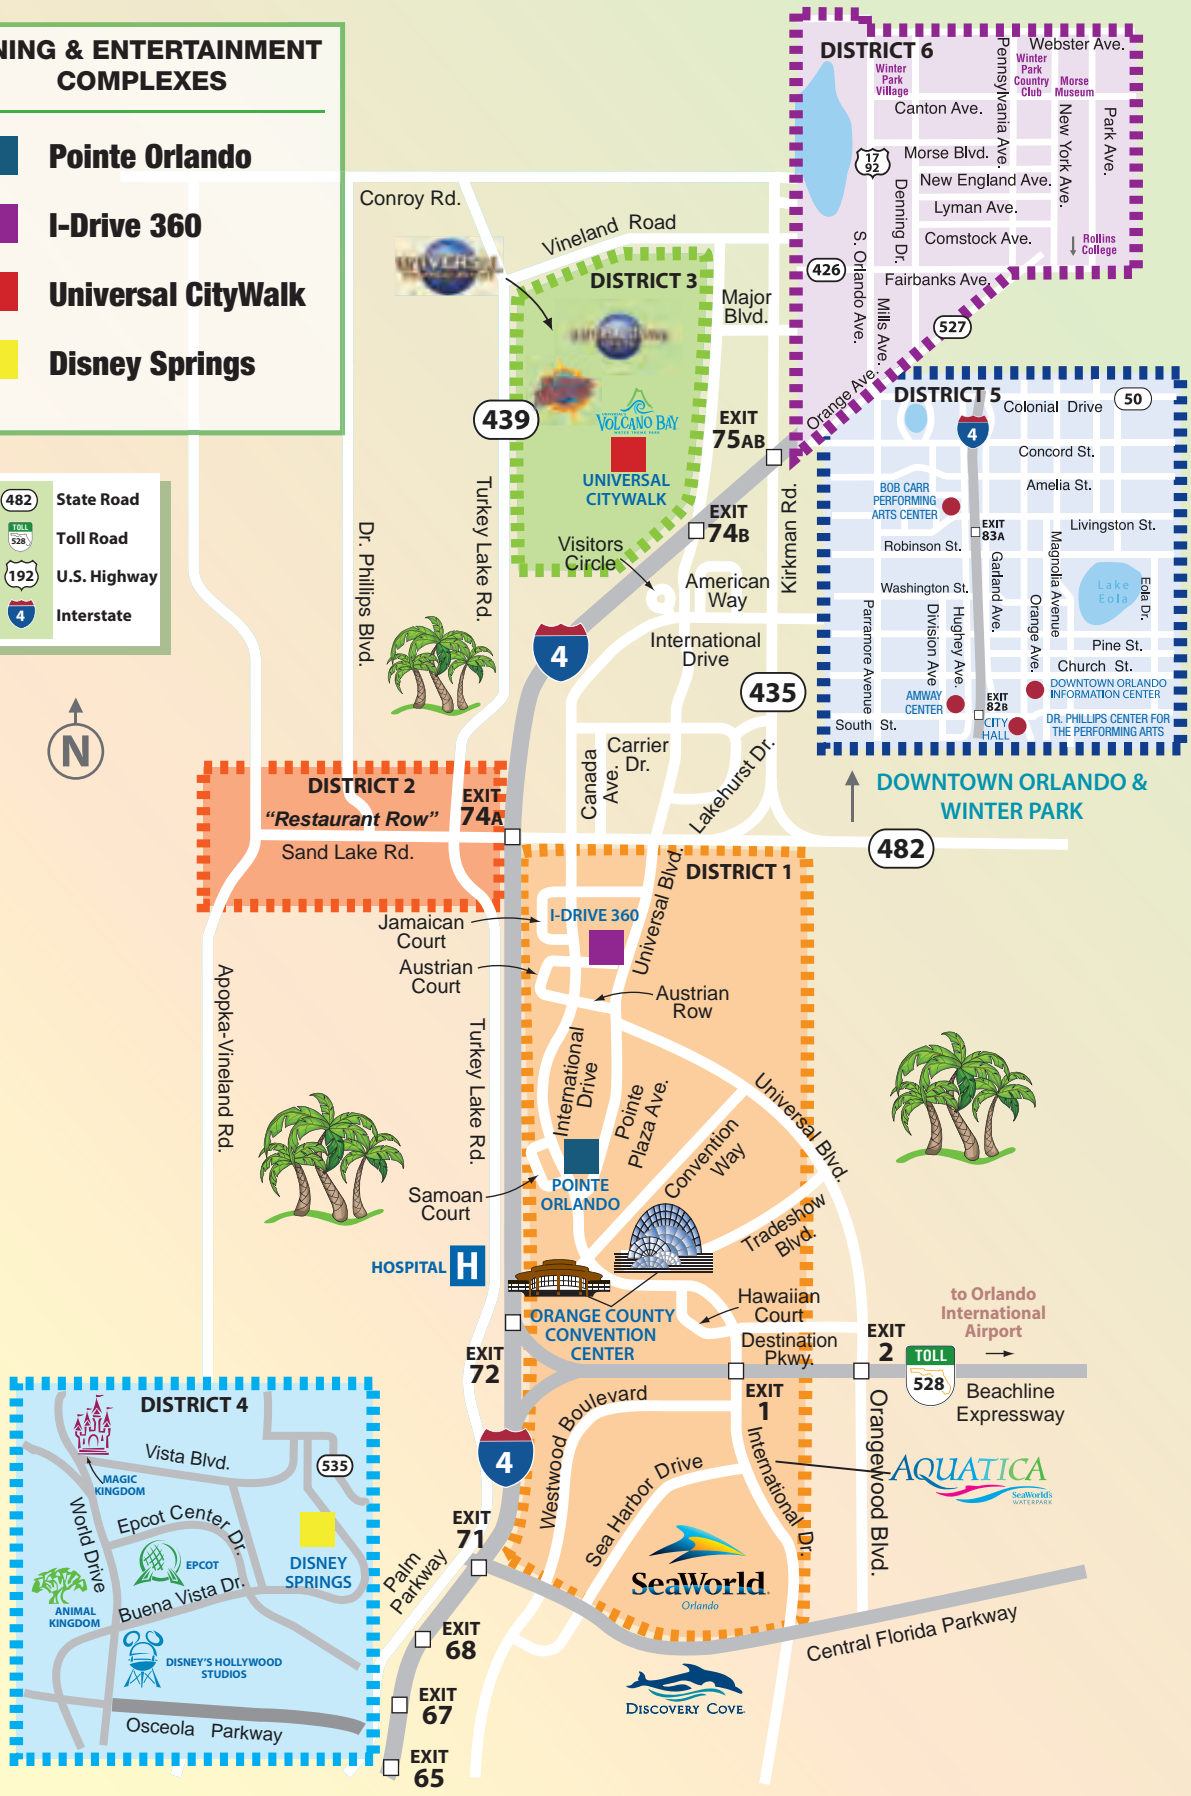 NING & ENTERTAINMENT
COMPLEXES
Pointe Orlando
I-Drive 360
Universal CityWalk
Disney Springs
482 State Road
TOLL
528
Toll Road
192 U.S. Highway
4 Interstate
N
DISTRICT 6
Webster Ave.
Winter
Park
Village
Pennsylvania Ave.
Winter
Park
Country
Club
Morse
Museum
Canton Ave.
New York Ave.
Park Ave.
17
92
Morse Blvd.
New England Ave.
Denning Dr.
Lyman Ave.
Comstock Ave.
Rollins
College
S. Orlando Ave.
426
Fairbanks Ave.
Mills Ave.
527
Orange Ave.
Conroy Rd.
Vineland Road
UNIVERSAL
DISTRICT 3
Major
Blvd.
439
UNIVERSAL'S
VOLCANO BAY
WATER THEME PARK
UNIVERSAL
CITYWALK
EXIT
75AB
EXIT
74B
Visitors
Circle
American
Way
Kirkman Rd.
International
Drive
4
435
Turkey Lake Rd.
Dr. Phillips Blvd.
DISTRICT 5
Colonial Drive
50
4
Concord St.
Amelia St.
BOB CARR
PERFORMING
ARTS CENTER
EXIT
83A
Livingston St.
Robinson St.
Magnolia Avenue
Garland Ave.
Washington St.
Lake
Eola
Eola Dr.
Parramore Avenue
Division Ave
Hughey Ave.
Orange Ave.
Pine St.
Church St.
AMWAY
CENTER
EXIT
82B
DOWNTOWN ORLANDO
INFORMATION CENTER
South St.
CITY
HALL
DR. PHILLIPS CENTER FOR
THE PERFORMING ARTS
DOWNTOWN ORLANDO &
WINTER PARK
Canada
Ave.
Carrier
Dr.
Lakehurst Dr.
DISTRICT 2
"Restaurant Row"
Sand Lake Rd.
EXIT
74A
482
DISTRICT 1
Jamaican
Court
I-DRIVE 360
Universal Blvd.
Austrian
Court
Austrian
Row
Apopka-Vineland Rd.
Turkey Lake Rd.
International
Drive
Pointe
Plaza Ave.
Universal Blvd.
Convention
Way
Samoan
Court
POINTE
ORLANDO
Tradeshow
Blvd.
HOSPITAL H
ORANGE COUNTY
CONVENTION
CENTER
Hawaiian
Court
Destination
Pkwy.
to Orlando
International
Airport
EXIT
2
TOLL
528
EXIT
72
EXIT
1
Beachline
Expressway
Westwood Boulevard
4
International Dr.
Orangewood Blvd.
AQUATICA
SeaWorld's
WATERPARK
Sea Harbor Drive
SeaWorld
Orlando
EXIT
71
Palm
Parkway
Central Florida Parkway
EXIT
68
EXIT
67
EXIT
65
DISCOVERY COVE
DISTRICT 4
Vista Blvd.
535
MAGIC
KINGDOM
World Drive
Epcot Center Dr.
EPCOT
DISNEY
SPRINGS
ANIMAL
KINGDOM
Buena Vista Dr.
DISNEY'S HOLLYWOOD
STUDIOS
Osceola Parkway